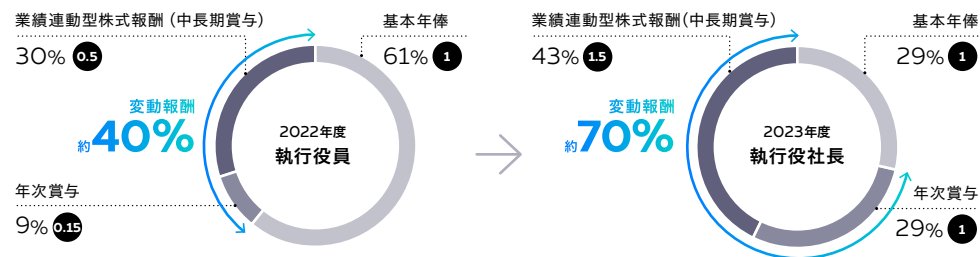 業績連動型株式報酬(中長期賞与)
30% 0.5
基本年俸
61% 1
変動報酬
約40%
2022年度
執行役員
年次賞与
9% 0.15
業績連動型株式報酬(中長期賞与)
43% 1.5
基本年俸
29% 1
変動報酬
約70%
2023年度
執行役社長
年次賞与
29% 1